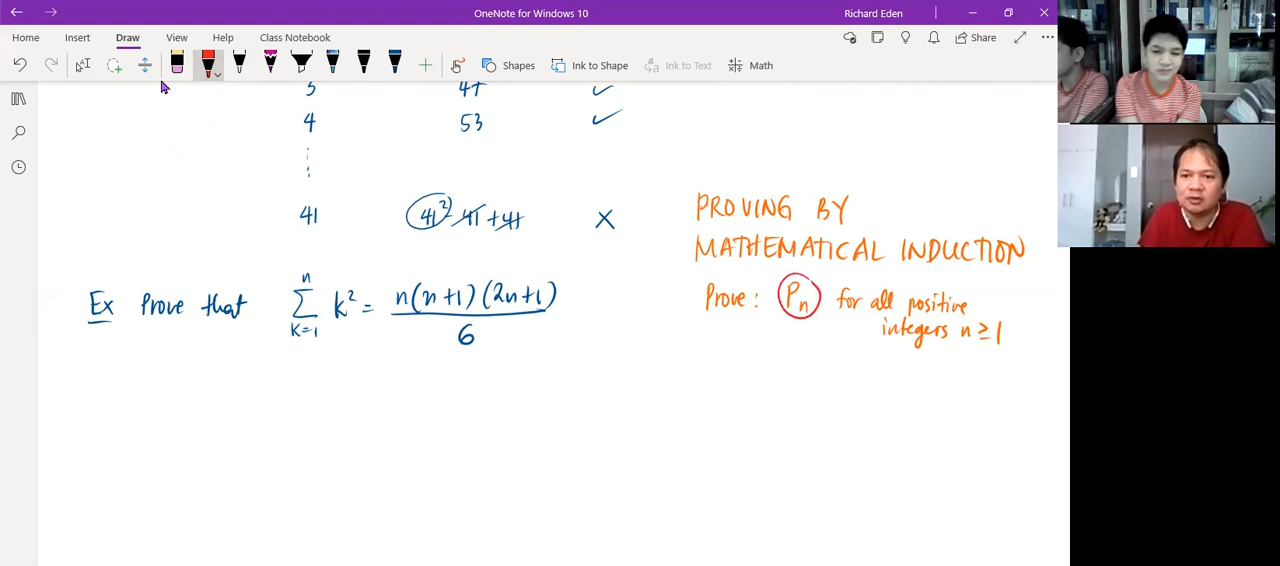 OneNote for Windows 10
Richard Eden
Home Insert Draw View Help Class Notebook
Share
Shapes Ink to Shape Ink to Text Math
3 47 ✓
4 53 ✓
⋮
41 41² - 41 + 41 X
PROVING BY
MATHEMATICAL INDUCTION
Prove: Pn for all positive
integers n ≥ 1
Ex Prove that n∑k=1 k² = n(n+1)(2n+1)
6